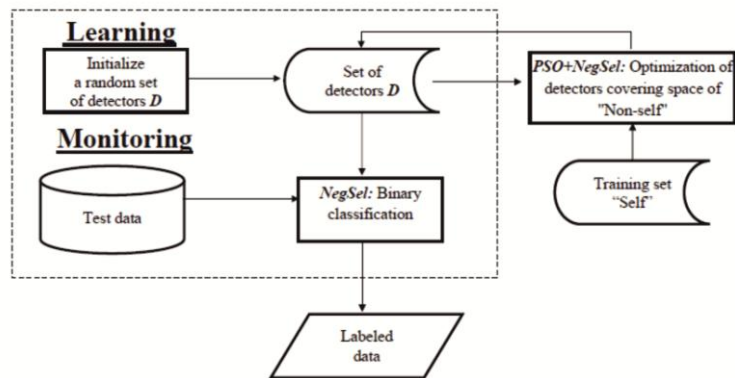 Learning
Initialize
a random set
of detectors D
Set of
detectors D
PSO+NegSel: Optimization of
detectors covering space of
"Non-self"
Monitoring
Test data
NegSel: Binary
classification
Training set
“Self”
Labeled
data